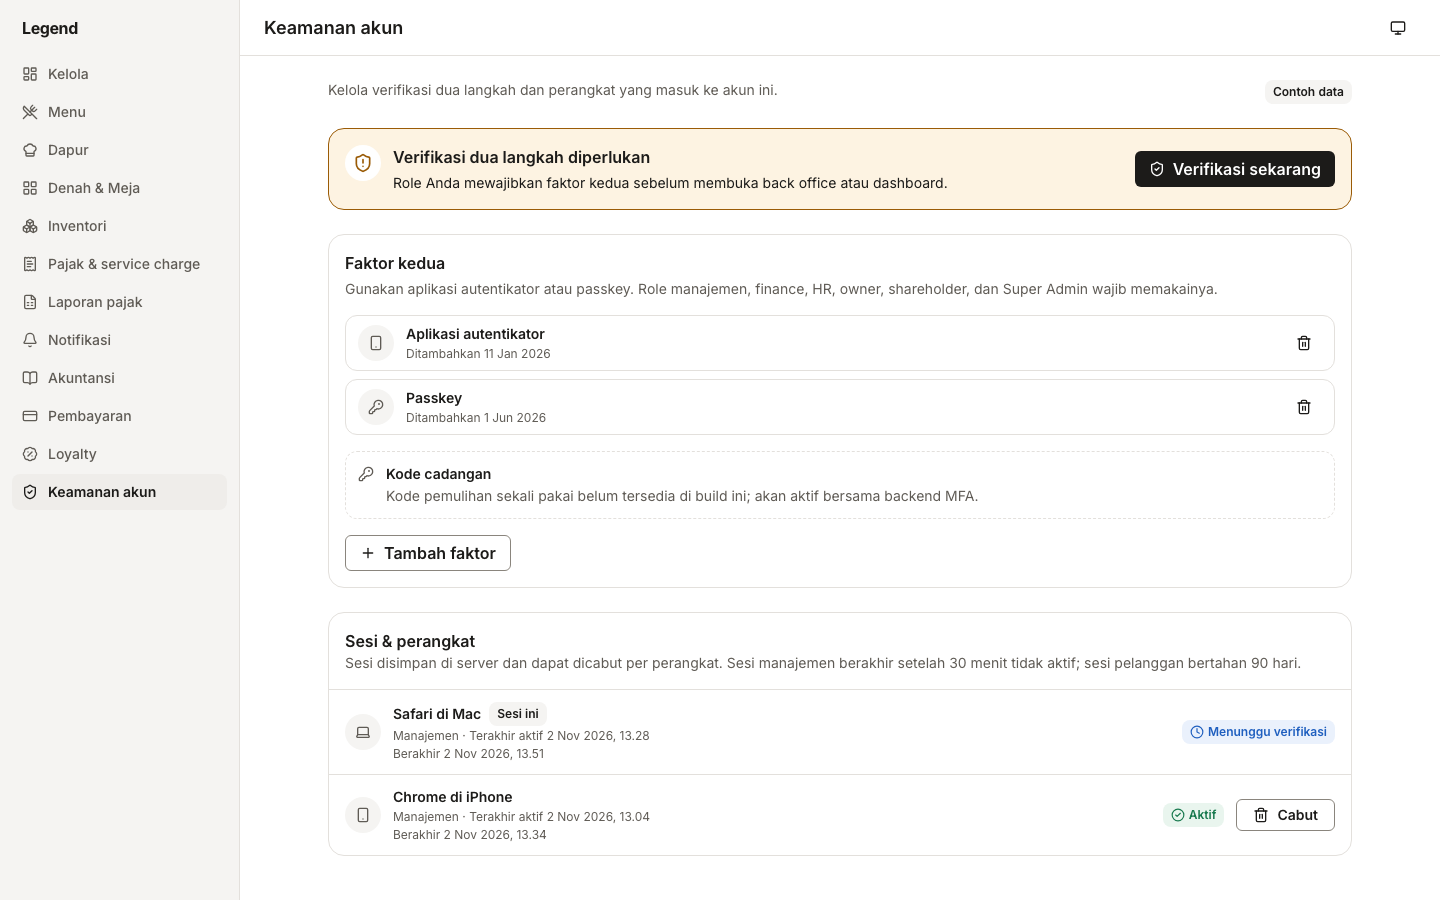 Legend
Keamanan akun
Kelola
Menu
Dapur
Denah & Meja
Inventori
Pajak & service charge
Laporan pajak
Notifikasi
Akuntansi
Pembayaran
Loyalty
Keamanan akun
Kelola verifikasi dua langkah dan perangkat yang masuk ke akun ini.
Contoh data
Verifikasi dua langkah diperlukan
Role Anda mewajibkan faktor kedua sebelum membuka back office atau dashboard.
Verifikasi sekarang
Faktor kedua
Gunakan aplikasi autentikator atau passkey. Role manajemen, finance, HR, owner, shareholder, dan Super Admin wajib memakainya.
Aplikasi autentikator
Ditambahkan 11 Jan 2026
Passkey
Ditambahkan 1 Jun 2026
Kode cadangan
Kode pemulihan sekali pakai belum tersedia di build ini; akan aktif bersama backend MFA.
Tambah faktor
Sesi & perangkat
Sesi disimpan di server dan dapat dicabut per perangkat. Sesi manajemen berakhir setelah 30 menit tidak aktif; sesi pelanggan bertahan 90 hari.
Safari di Mac Sesi ini
Manajemen · Terakhir aktif 2 Nov 2026, 13.28
Berakhir 2 Nov 2026, 13.51
Menunggu verifikasi
Chrome di iPhone
Manajemen · Terakhir aktif 2 Nov 2026, 13.04
Berakhir 2 Nov 2026, 13.34
Aktif
Cabut